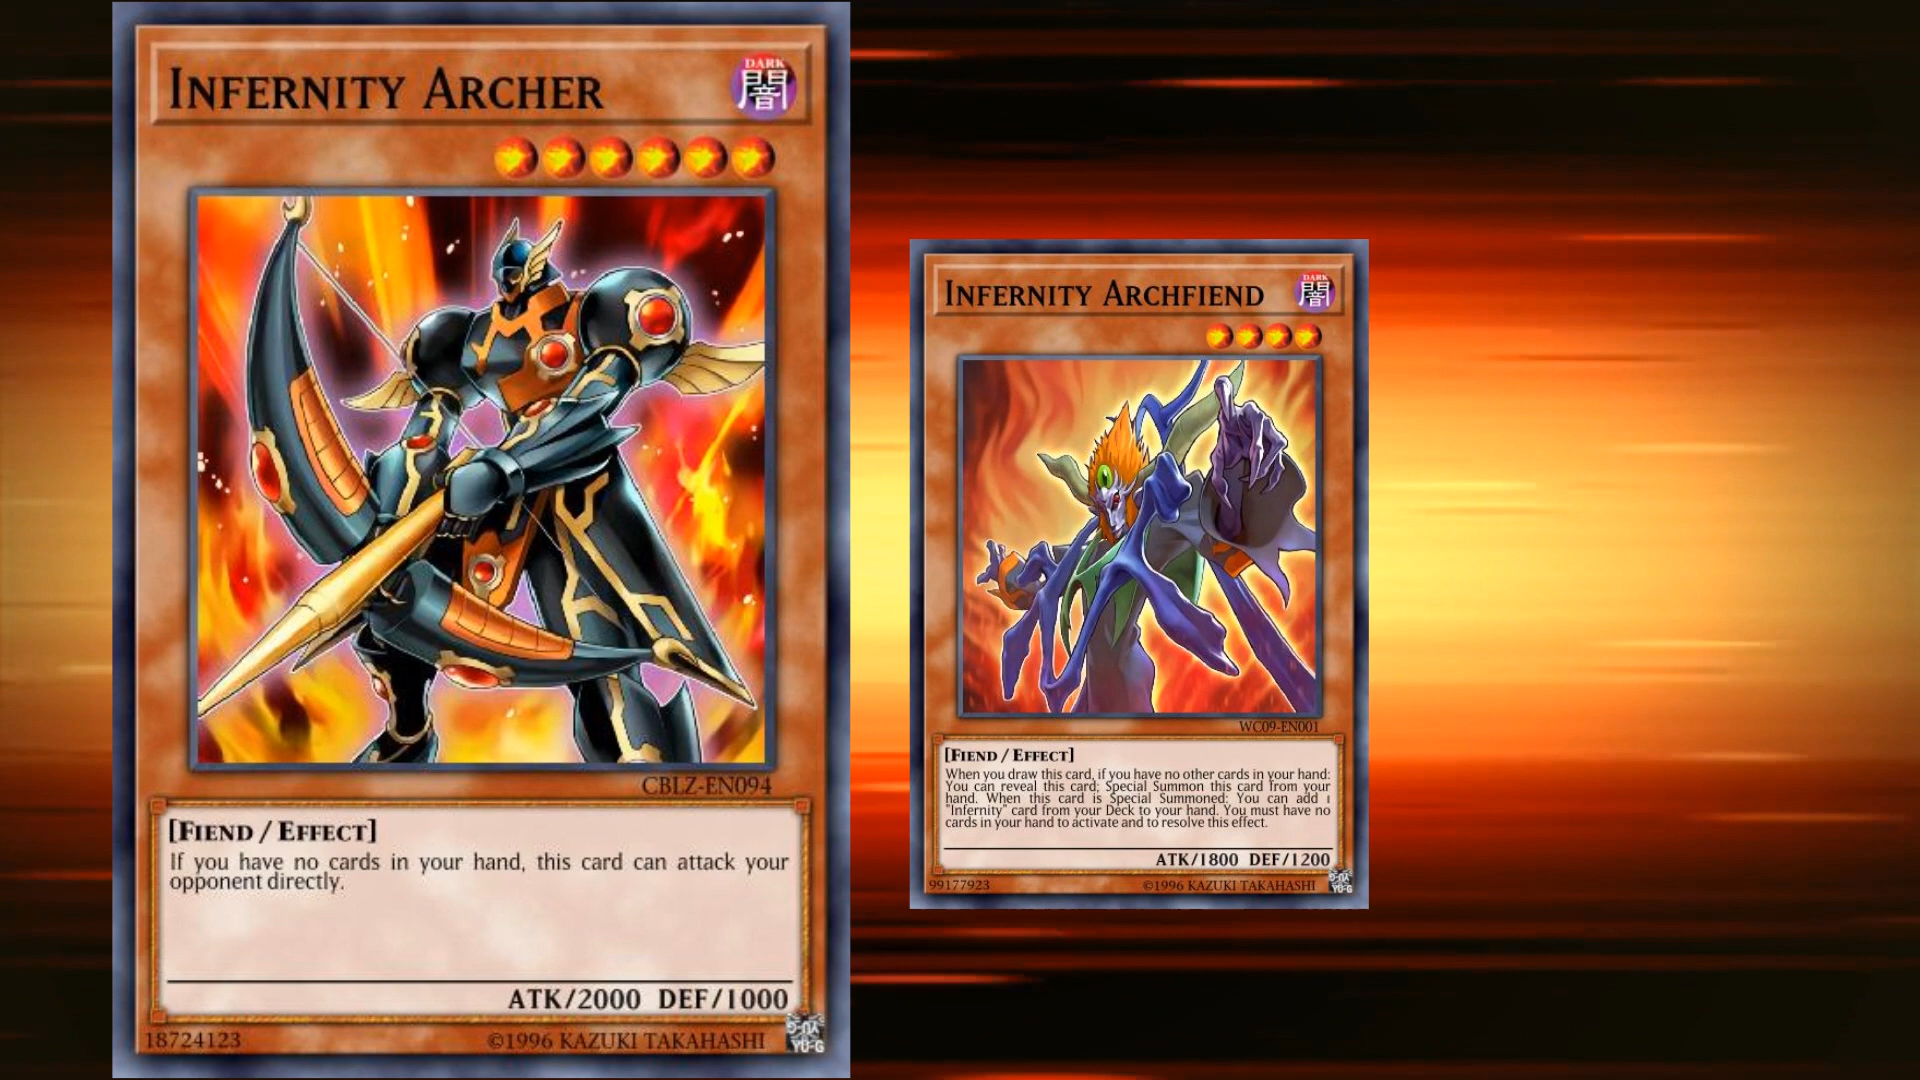 INFERNITY ARCHER
DARK
闇
CBLZ-EN094
[FIEND / EFFECT]
If you have no cards in your hand, this card can attack your
opponent directly.
ATK/2000 DEF/1000
18724123
©1996 KAZUKI TAKAHASHI
YU-G
INFERNITY ARCHFIEND
DARK
闇
WC09-EN001
[FIEND / EFFECT]
When you draw this card, if you have no other cards in your hand:
You can reveal this card; Special Summon this card from your
hand. When this card is Special Summoned: You can add 1
"Infernity" card from your Deck to your hand. You must have no
cards in your hand to activate and to resolve this effect.
ATK/1800 DEF/1200
99177923
©1996 KAZUKI TAKAHASHI
YU-G